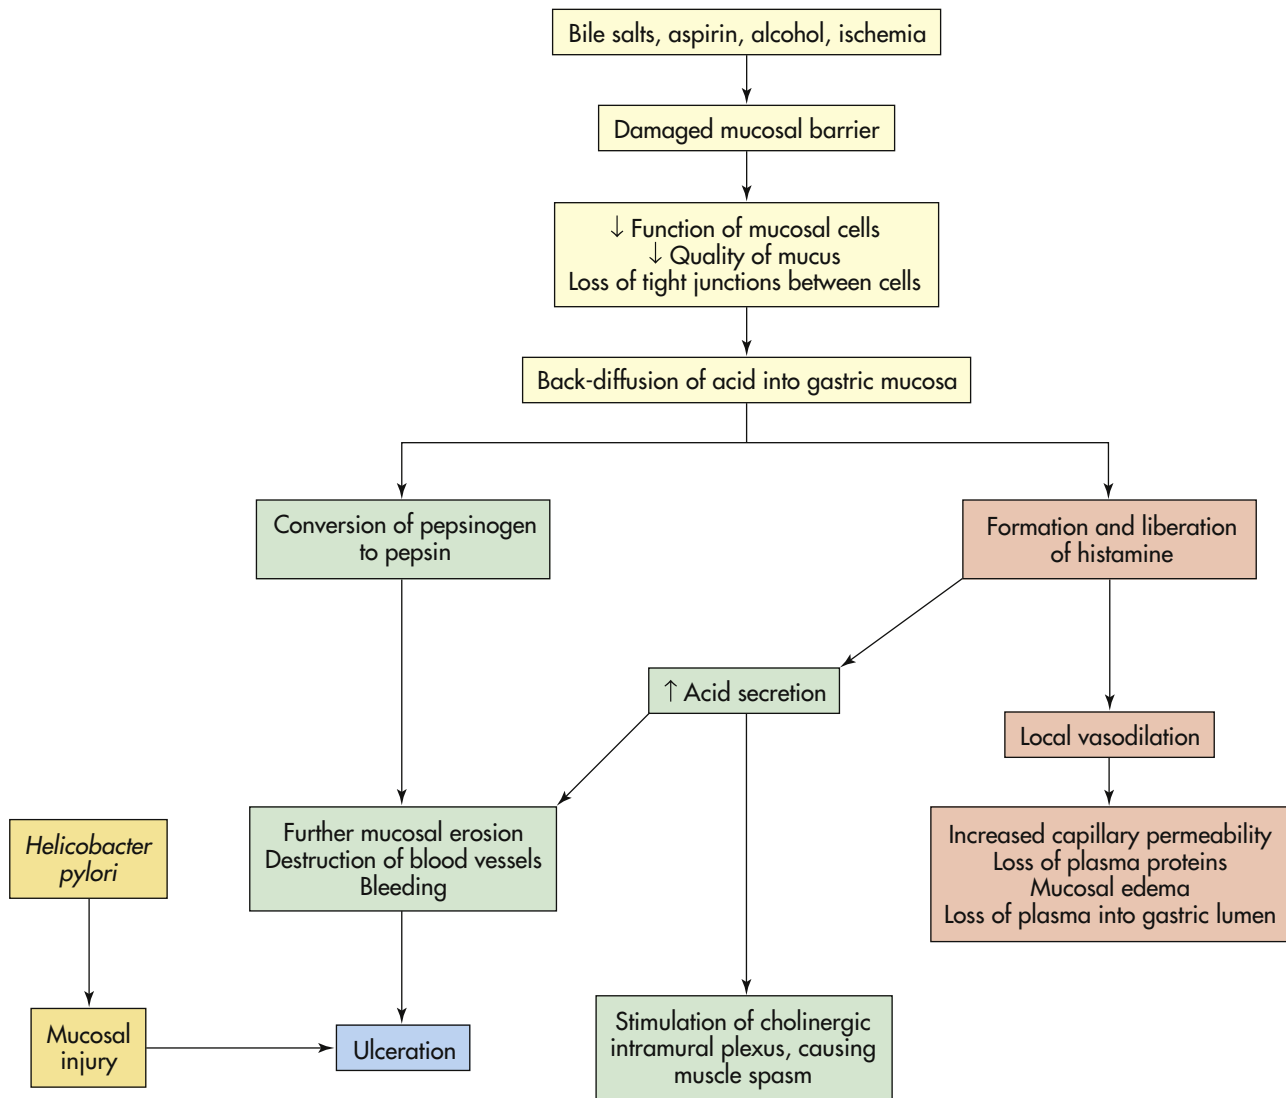 Bile salts, aspirin, alcohol, ischemia
Damaged mucosal barrier
↓ Function of mucosal cells
↓ Quality of mucus
Loss of tight junctions between cells
Back-diffusion of acid into gastric mucosa
Conversion of pepsinogen
to pepsin
Formation and liberation
of histamine
↑ Acid secretion
Local vasodilation
Helicobacter
pylori
Further mucosal erosion
Destruction of blood vessels
Bleeding
Increased capillary permeability
Loss of plasma proteins
Mucosal edema
Loss of plasma into gastric lumen
Mucosal
injury
Ulceration
Stimulation of cholinergic
intramural plexus, causing
muscle spasm